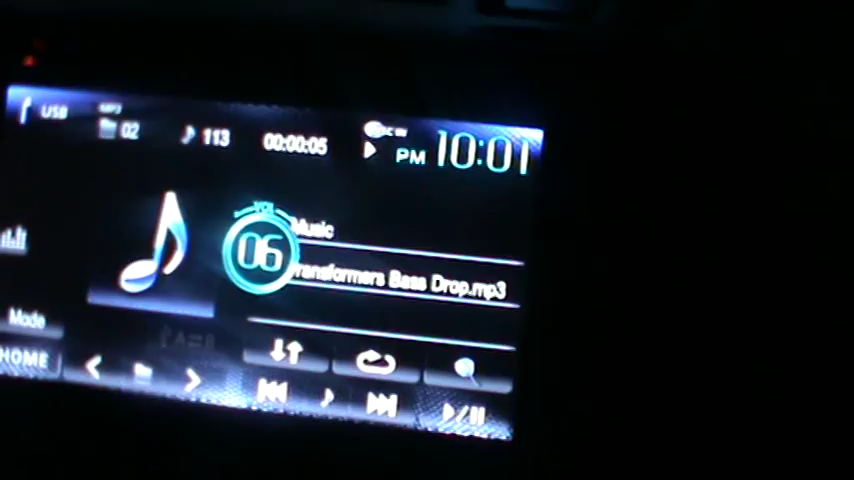 USB
MP3
02
113
00:00:05
PM 10:01
VOL
06
Music
Transformers Bass Drop.mp3
Mode
HOME